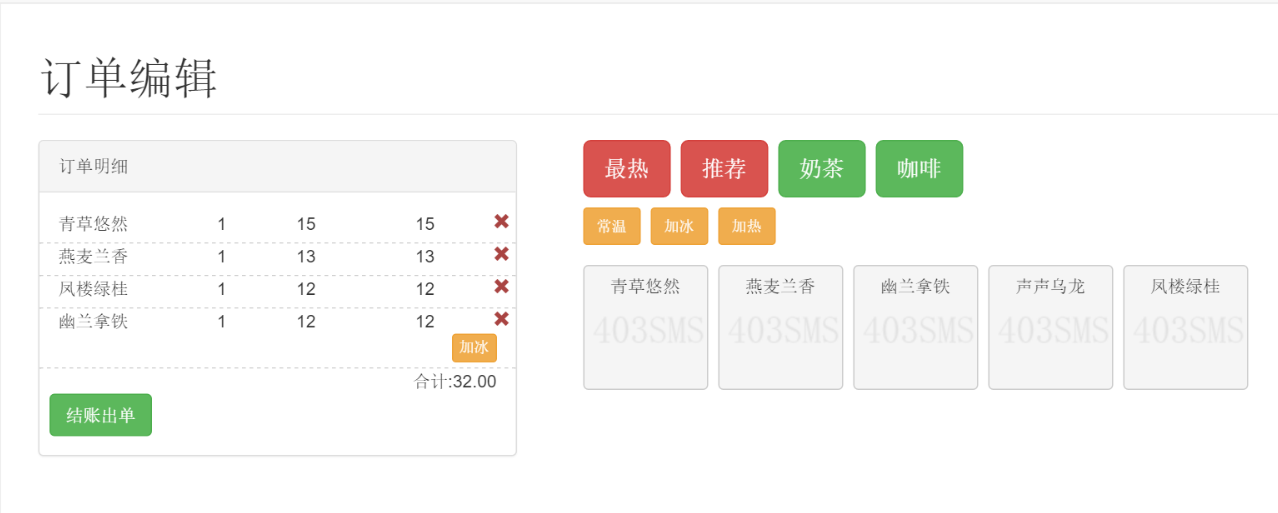 订单编辑
订单明细
青草悠然 1 15 15
燕麦兰香 1 13 13
凤楼绿桂 1 12 12
幽兰拿铁 1 12 12
加冰
合计:32.00
结账出单
最热 推荐 奶茶 咖啡
常温 加冰 加热
青草悠然 燕麦兰香 幽兰拿铁 声声乌龙 凤楼绿桂
403SMS 403SMS 403SMS 403SMS 403SMS